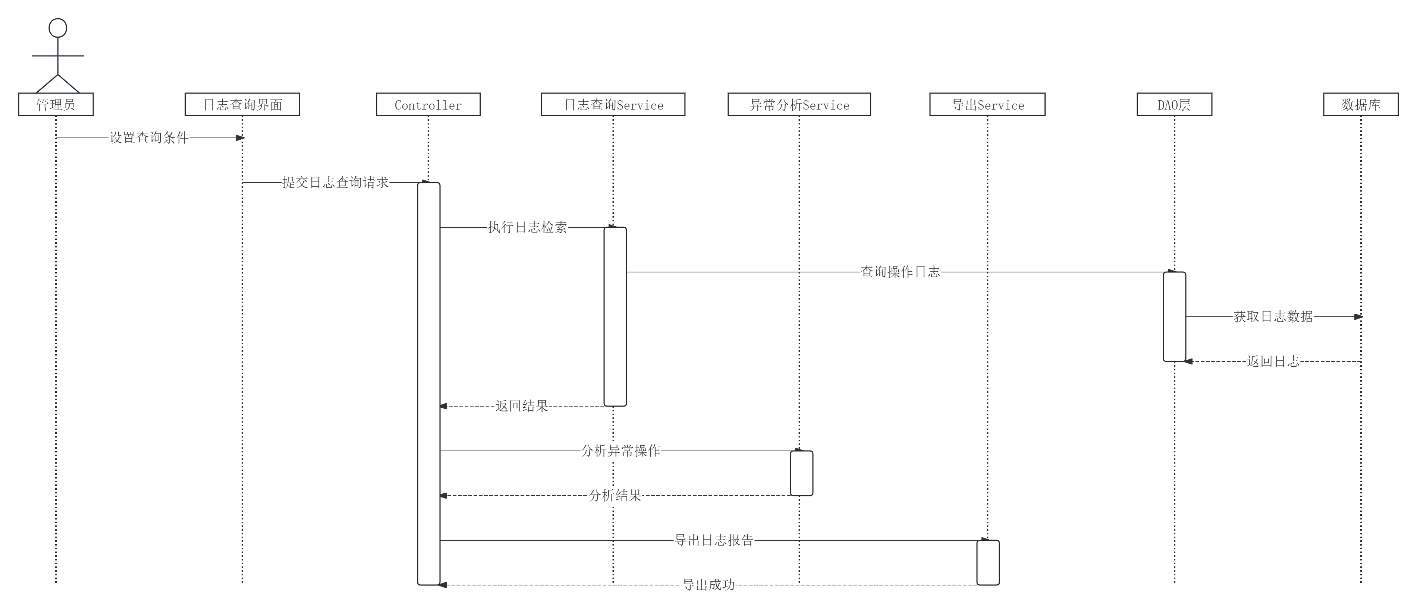 管理员
日志查询界面
Controller
日志查询Service
异常分析Service
导出Service
DAO层
数据库
设置查询条件
提交日志查询请求
执行日志检索
查询操作日志
获取日志数据
返回日志
返回结果
分析异常操作
分析结果
导出日志报告
导出成功